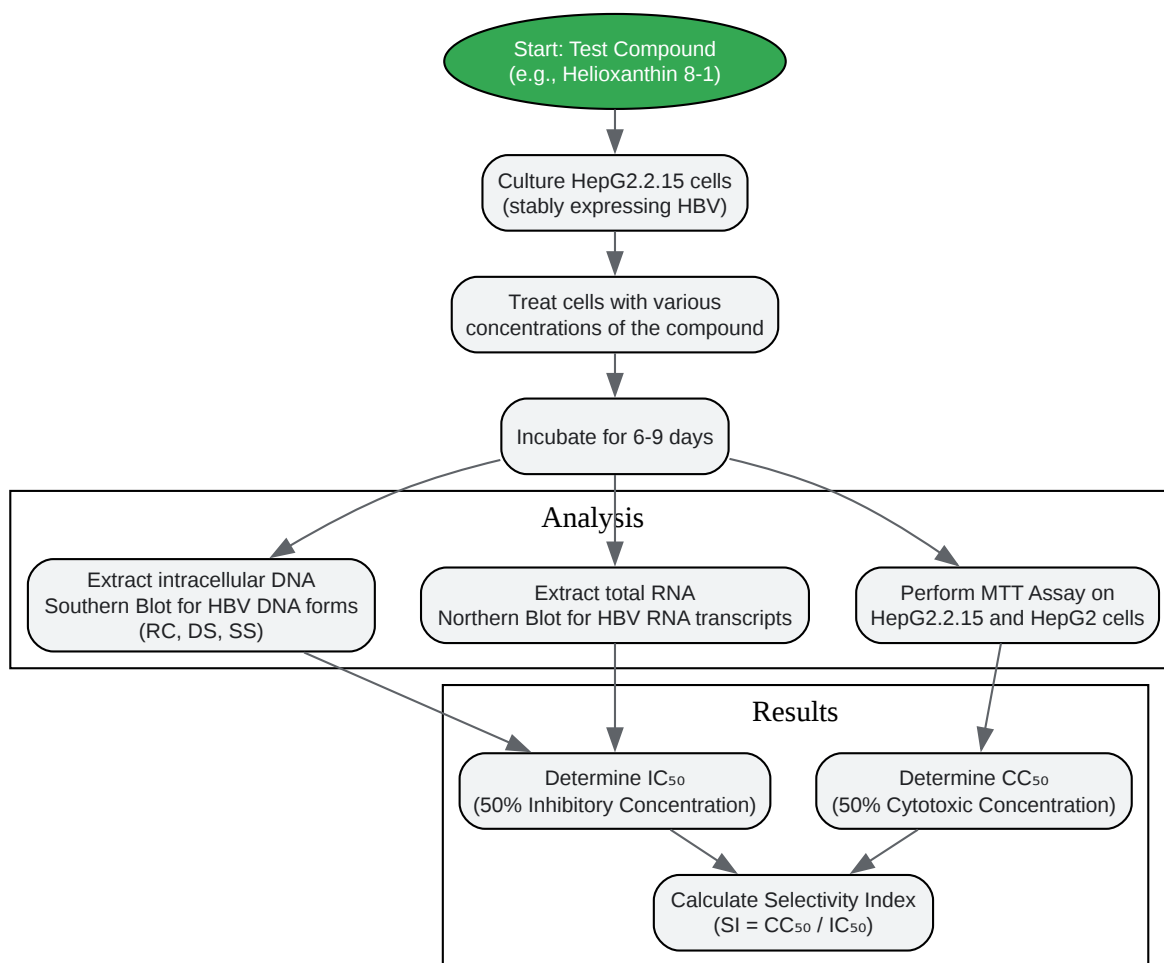 Start: Test Compound
(e.g., Helioxanthin 8-1)
Culture HepG2.2.15 cells
(stably expressing HBV)
Treat cells with various
concentrations of the compound
Incubate for 6-9 days
Analysis
Extract intracellular DNA
Southern Blot for HBV DNA forms
(RC, DS, SS)
Extract total RNA
Northern Blot for HBV RNA transcripts
Perform MTT Assay on
HepG2.2.15 and HepG2 cells
Results
Determine IC₅₀
(50% Inhibitory Concentration)
Determine CC₅₀
(50% Cytotoxic Concentration)
Calculate Selectivity Index
(SI = CC₅₀ / IC₅₀)